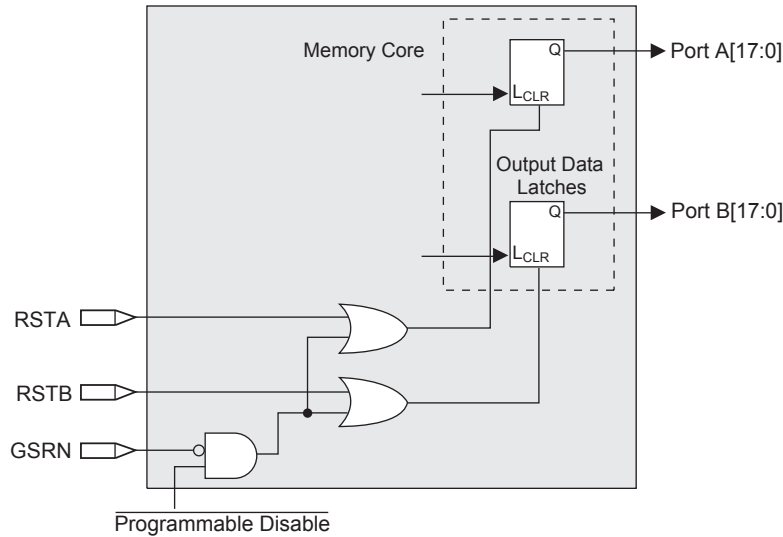 Memory Core
Q
Port A[17:0]
LCLR
Output Data
Latches
Q
Port B[17:0]
LCLR
RSTA
RSTB
GSRN
Programmable Disable